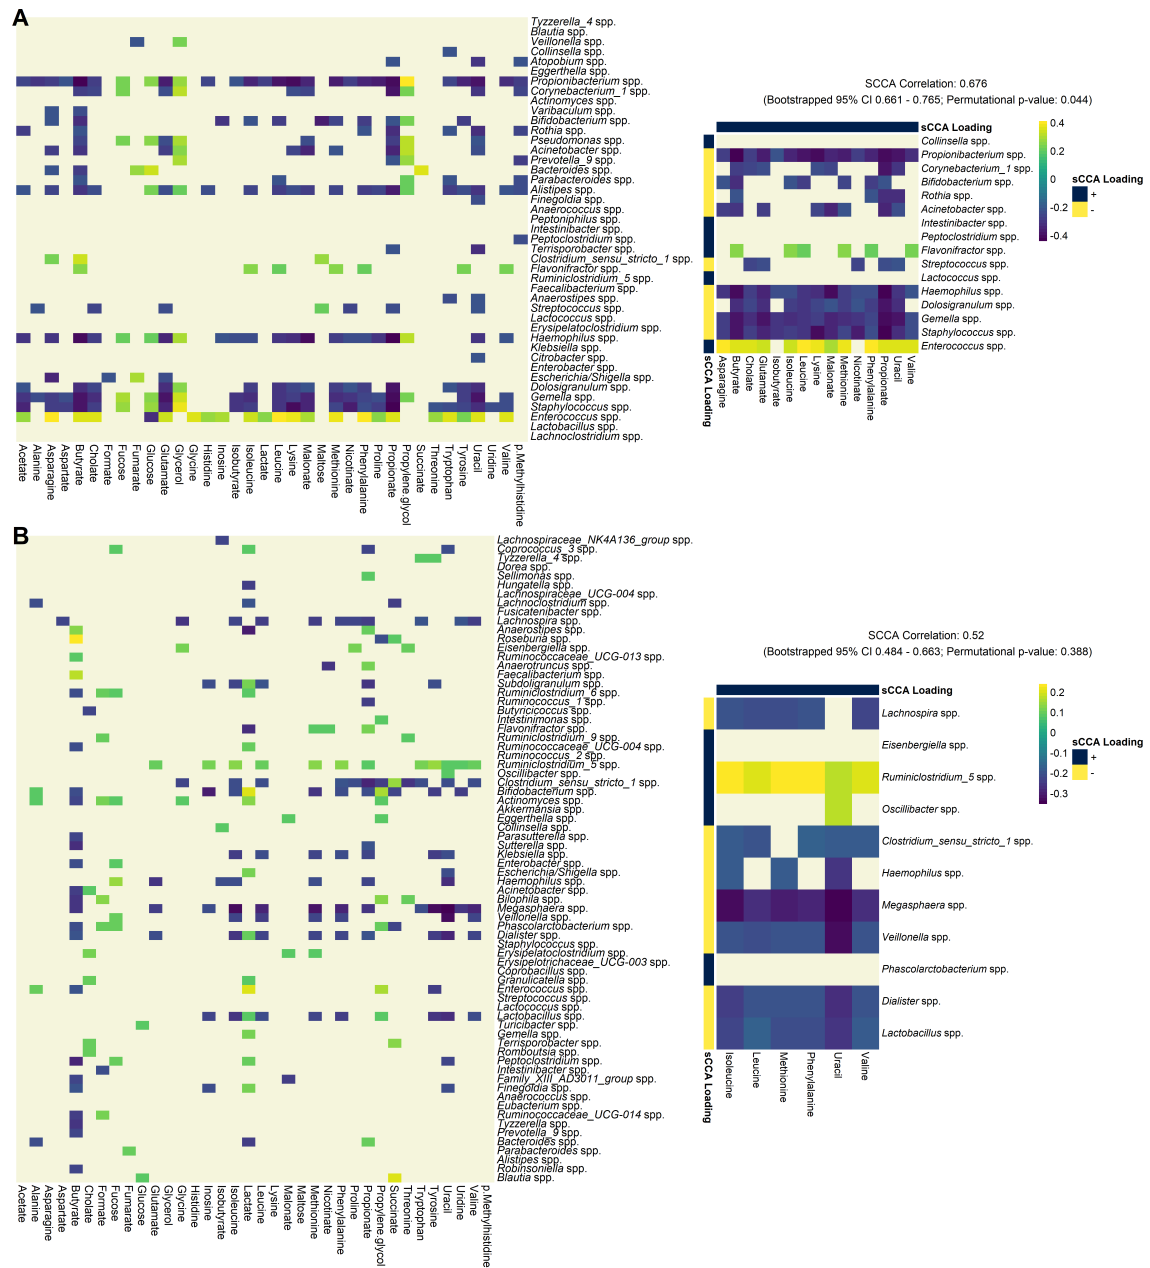 A
Tyzzerella_4 spp.
Blautia spp.
Veillonella spp.
Collinsella spp.
Atopobium spp.
Eggerthella spp.
Propionibacterium spp.
Corynebacterium_1 spp.
Actinomyces spp.
Varibaculum spp.
Bifidobacterium spp.
Rothia spp.
Pseudomonas spp.
Acinetobacter spp.
Prevotella_9 spp.
Bacteroides spp.
Parabacteroides spp.
Alistipes spp.
Finegoldia spp.
Anaerococcus spp.
Peptoniphilus spp.
Intestinibacter spp.
Peptoclostridium spp.
Terrisporobacter spp.
Clostridium_sensu_stricto_1 spp.
Flavonifractor spp.
Ruminiclostridium_5 spp.
Faecalibacterium spp.
Anaerostipes spp.
Streptococcus spp.
Lactococcus spp.
Erysipelatoclostridium spp.
Haemophilus spp.
Klebsiella spp.
Citrobacter spp.
Enterobacter spp.
Escherichia/Shigella spp.
Dolosigranulum spp.
Gemella spp.
Staphylococcus spp.
Enterococcus spp.
Lactobacillus spp.
Lachnoclostridium spp.
Acetate
Alanine
Asparagine
Aspartate
Butyrate
Cholate
Formate
Fucose
Fumarate
Glucose
Glutamate
Glycerol
Glycine
Histidine
Inosine
Isobutyrate
Isoleucine
Lactate
Leucine
Lysine
Malonate
Maltose
Methionine
Nicotinate
Phenylalanine
Proline
Propionate
Propylene.glycol
Succinate
Threonine
Tryptophan
Tyrosine
Uracil
Uridine
Valine
p.Methylhistidine
SCCA Correlation: 0.676
(Bootstrapped 95% CI 0.661 - 0.765; Permutational p-value: 0.044)
sCCA Loading
Collinsella spp.
Propionibacterium spp.
Corynebacterium_1 spp.
Bifidobacterium spp.
Rothia spp.
Acinetobacter spp.
Intestinibacter spp.
Peptoclostridium spp.
Flavonifractor spp.
Streptococcus spp.
Lactococcus spp.
Haemophilus spp.
Dolosigranulum spp.
Gemella spp.
Staphylococcus spp.
Enterococcus spp.
sCCA Loading
Asparagine
Butyrate
Cholate
Glutamate
Isobutyrate
Isoleucine
Leucine
Lysine
Malonate
Methionine
Nicotinate
Phenylalanine
Propionate
Uracil
Valine
0.4
0.2
0
-0.2
-0.4
sCCA Loading
+
-
B
Lachnospiraceae_NK4A136_group spp.
Coprococcus_3 spp.
Tyzzerella_4 spp.
Dorea spp.
Sellimonas spp.
Hungatella spp.
Lachnospiraceae_UCG-004 spp.
Lachnoclostridium spp.
Fusicatenibacter spp.
Lachnospira spp.
Anaerostipes spp.
Roseburia spp.
Eisenbergiella spp.
Ruminococcaceae_UCG-013 spp.
Anaerotruncus spp.
Faecalibacterium spp.
Subdoligranulum spp.
Ruminiclostridium_6 spp.
Ruminococcus_1 spp.
Butyricicoccus spp.
Intestinimonas spp.
Flavonifractor spp.
Ruminiclostridium_9 spp.
Ruminococcaceae_UCG-004 spp.
Ruminococcus_2 spp.
Ruminiclostridium_5 spp.
Oscillibacter spp.
Clostridium_sensu_stricto_1 spp.
Bifidobacterium spp.
Actinomyces spp.
Akkermansia spp.
Eggerthella spp.
Collinsella spp.
Parasutterella spp.
Sutterella spp.
Klebsiella spp.
Enterobacter spp.
Escherichia/Shigella spp.
Haemophilus spp.
Acinetobacter spp.
Bilophila spp.
Megasphaera spp.
Veillonella spp.
Phascolarctobacterium spp.
Dialister spp.
Staphylococcus spp.
Erysipelatoclostridium spp.
Erysipelotrichaceae_UCG-003 spp.
Coprobacillus spp.
Granulicatella spp.
Enterococcus spp.
Streptococcus spp.
Lactococcus spp.
Lactobacillus spp.
Turicibacter spp.
Gemella spp.
Terrisporobacter spp.
Romboutsia spp.
Peptoclostridium spp.
Intestinibacter spp.
Family_XIII_AD3011_group spp.
Finegoldia spp.
Anaerococcus spp.
Eubacterium spp.
Ruminococcaceae_UCG-014 spp.
Tyzzerella spp.
Prevotella_9 spp.
Bacteroides spp.
Parabacteroides spp.
Alistipes spp.
Robinsoniella spp.
Blautia spp.
Acetate
Alanine
Asparagine
Aspartate
Butyrate
Cholate
Formate
Fucose
Fumarate
Glucose
Glutamate
Glycerol
Glycine
Histidine
Inosine
Isobutyrate
Isoleucine
Lactate
Leucine
Lysine
Malonate
Maltose
Methionine
Nicotinate
Phenylalanine
Proline
Propionate
Propylene.glycol
Succinate
Threonine
Tryptophan
Tyrosine
Uracil
Uridine
Valine
p.Methylhistidine
SCCA Correlation: 0.52
(Bootstrapped 95% CI 0.484 - 0.663; Permutational p-value: 0.388)
sCCA Loading
Lachnospira spp.
Eisenbergiella spp.
Ruminiclostridium_5 spp.
Oscillibacter spp.
Clostridium_sensu_stricto_1 spp.
Haemophilus spp.
Megasphaera spp.
Veillonella spp.
Phascolarctobacterium spp.
Dialister spp.
Lactobacillus spp.
sCCA Loading
Isoleucine
Leucine
Methionine
Phenylalanine
Uracil
Valine
0.2
0.1
0
-0.1
-0.2
-0.3
sCCA Loading
+
-